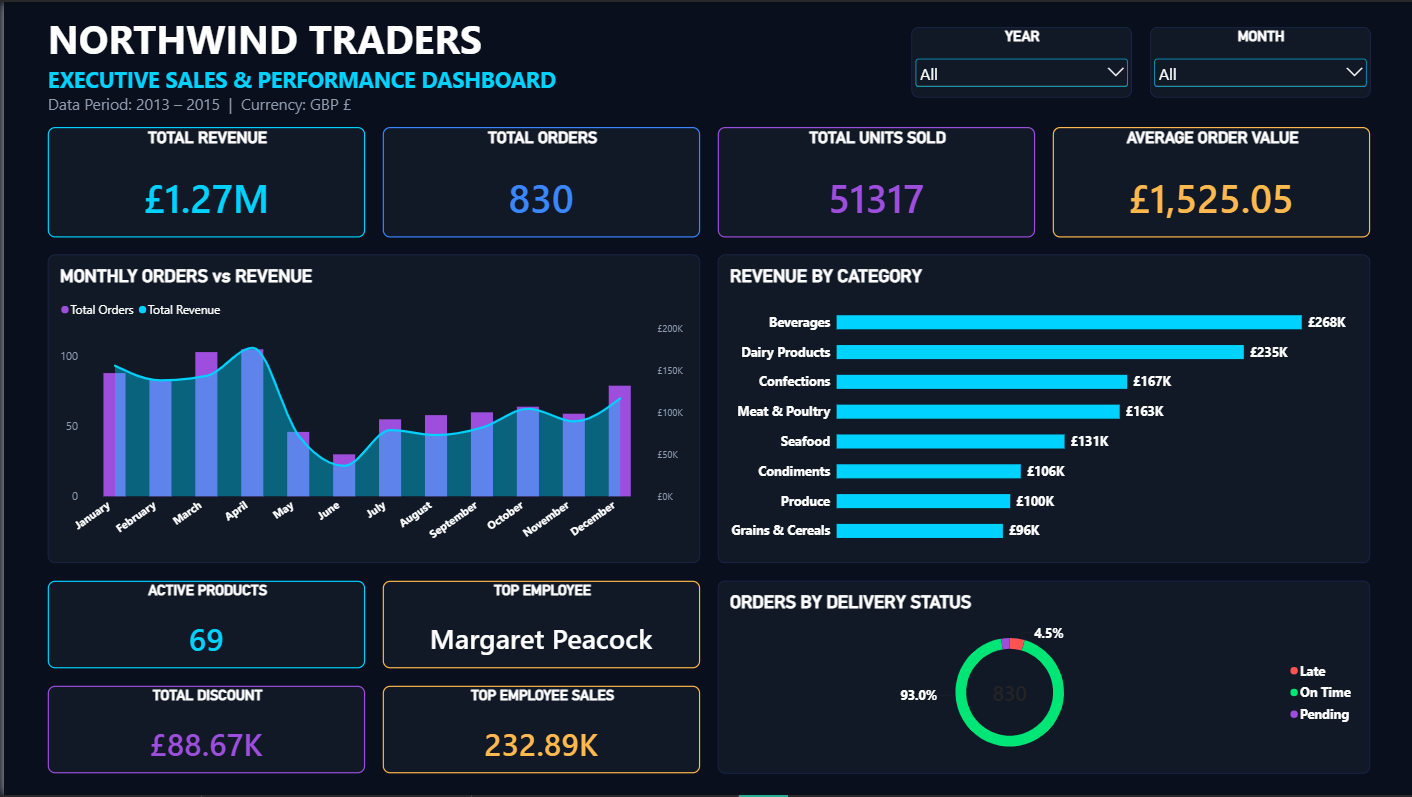 NORTHWIND TRADERS
EXECUTIVE SALES & PERFORMANCE DASHBOARD
Data Period: 2013 – 2015 | Currency: GBP £
YEAR
All
MONTH
All
TOTAL REVENUE
£1.27M
TOTAL ORDERS
830
TOTAL UNITS SOLD
51317
AVERAGE ORDER VALUE
£1,525.05
MONTHLY ORDERS vs REVENUE
Total Orders Total Revenue
100
50
0
£200K
£150K
£100K
£50K
£0K
January
February
March
April
May
June
July
August
September
October
November
December
REVENUE BY CATEGORY
Beverages £268K
Dairy Products £235K
Confections £167K
Meat & Poultry £163K
Seafood £131K
Condiments £106K
Produce £100K
Grains & Cereals £96K
ACTIVE PRODUCTS
69
TOP EMPLOYEE
Margaret Peacock
TOTAL DISCOUNT
£88.67K
TOP EMPLOYEE SALES
232.89K
ORDERS BY DELIVERY STATUS
4.5%
93.0%
830
Late
On Time
Pending